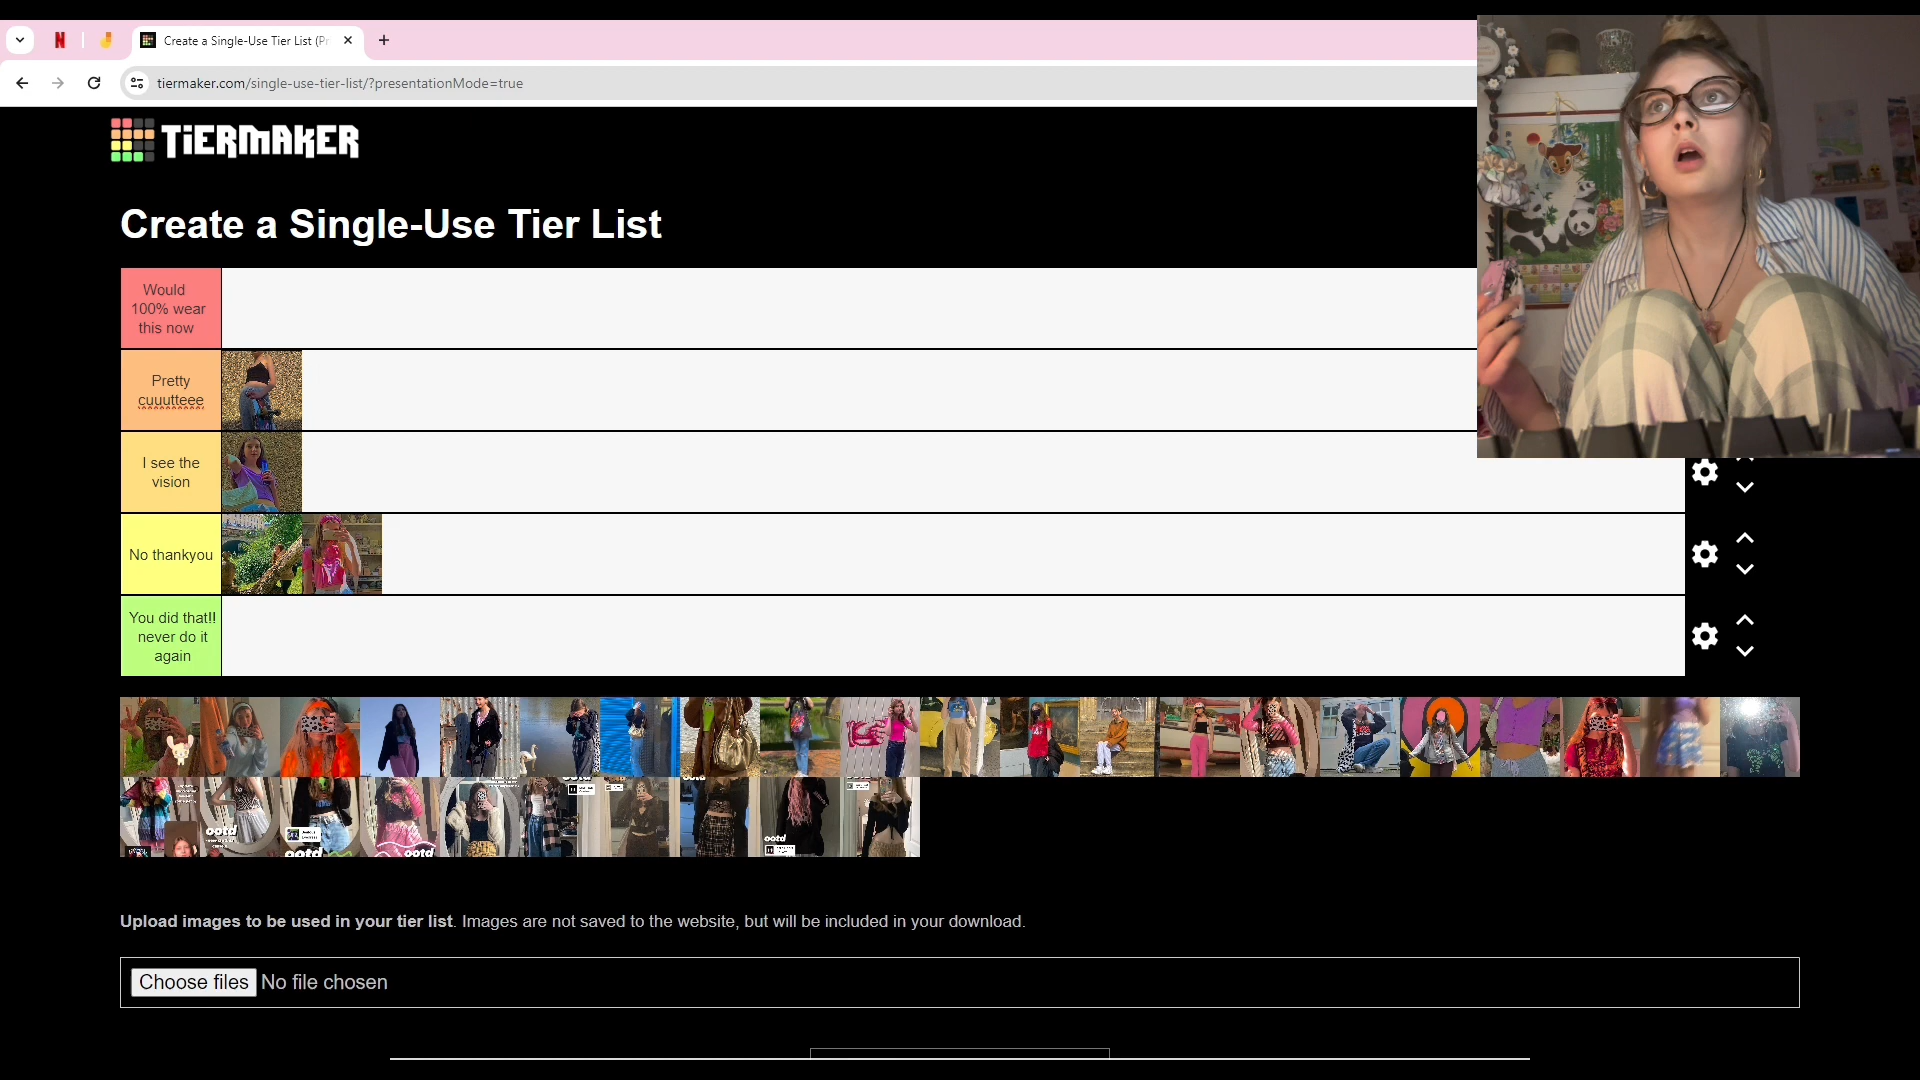 Create a Single-Use Tier List (Pr
tiermaker.com/single-use-tier-list/?presentationMode=true
TiERMAKER
Create a Single-Use Tier List
Would
100% wear
this now
Pretty
cuuutteee
I see the
vision
No thankyou
You did that!!
never do it
again
ootd
ootd
ootd
ootd
Upload images to be used in your tier list. Images are not saved to the website, but will be included in your download.
Choose files No file chosen